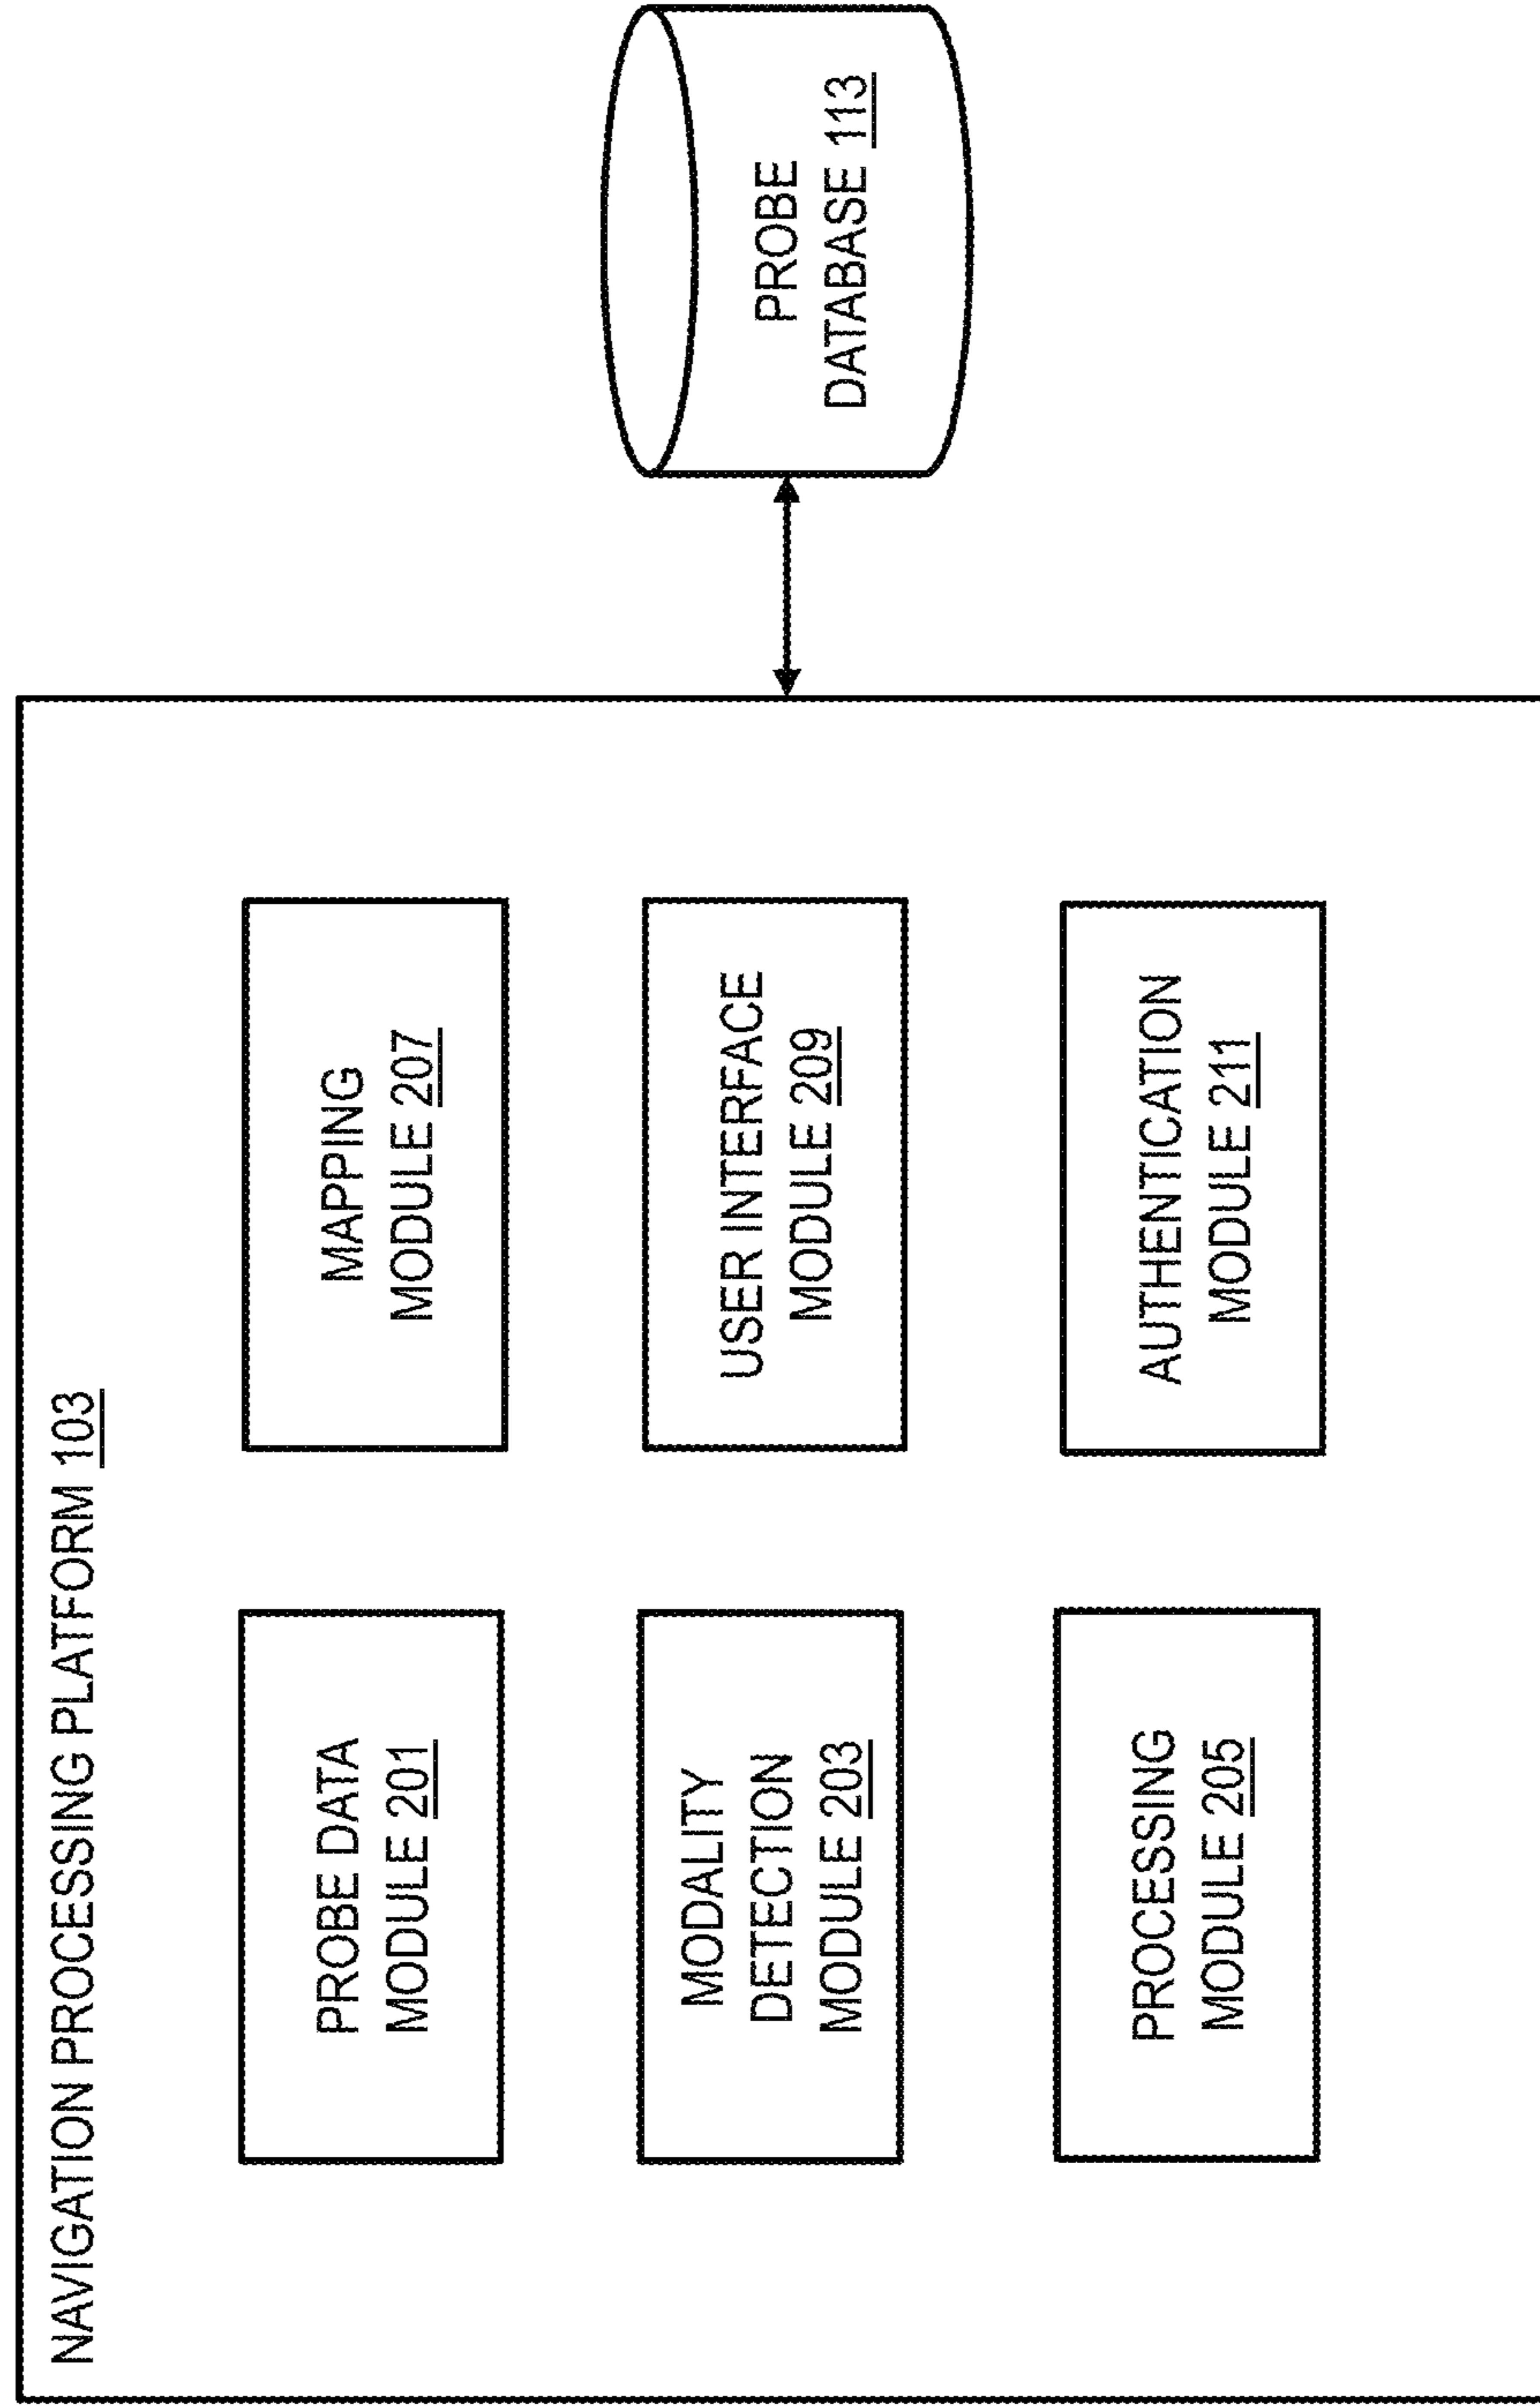 NAVIGATION PROCESSING PLATFORM 103
PROBE DATA
MODULE 201
MAPPING
MODULE 207
MODALITY
DETECTION
MODULE 203
USER INTERFACE
MODULE 209
PROCESSING
MODULE 205
AUTHENTICATION
MODULE 211
PROBE
DATABASE 113